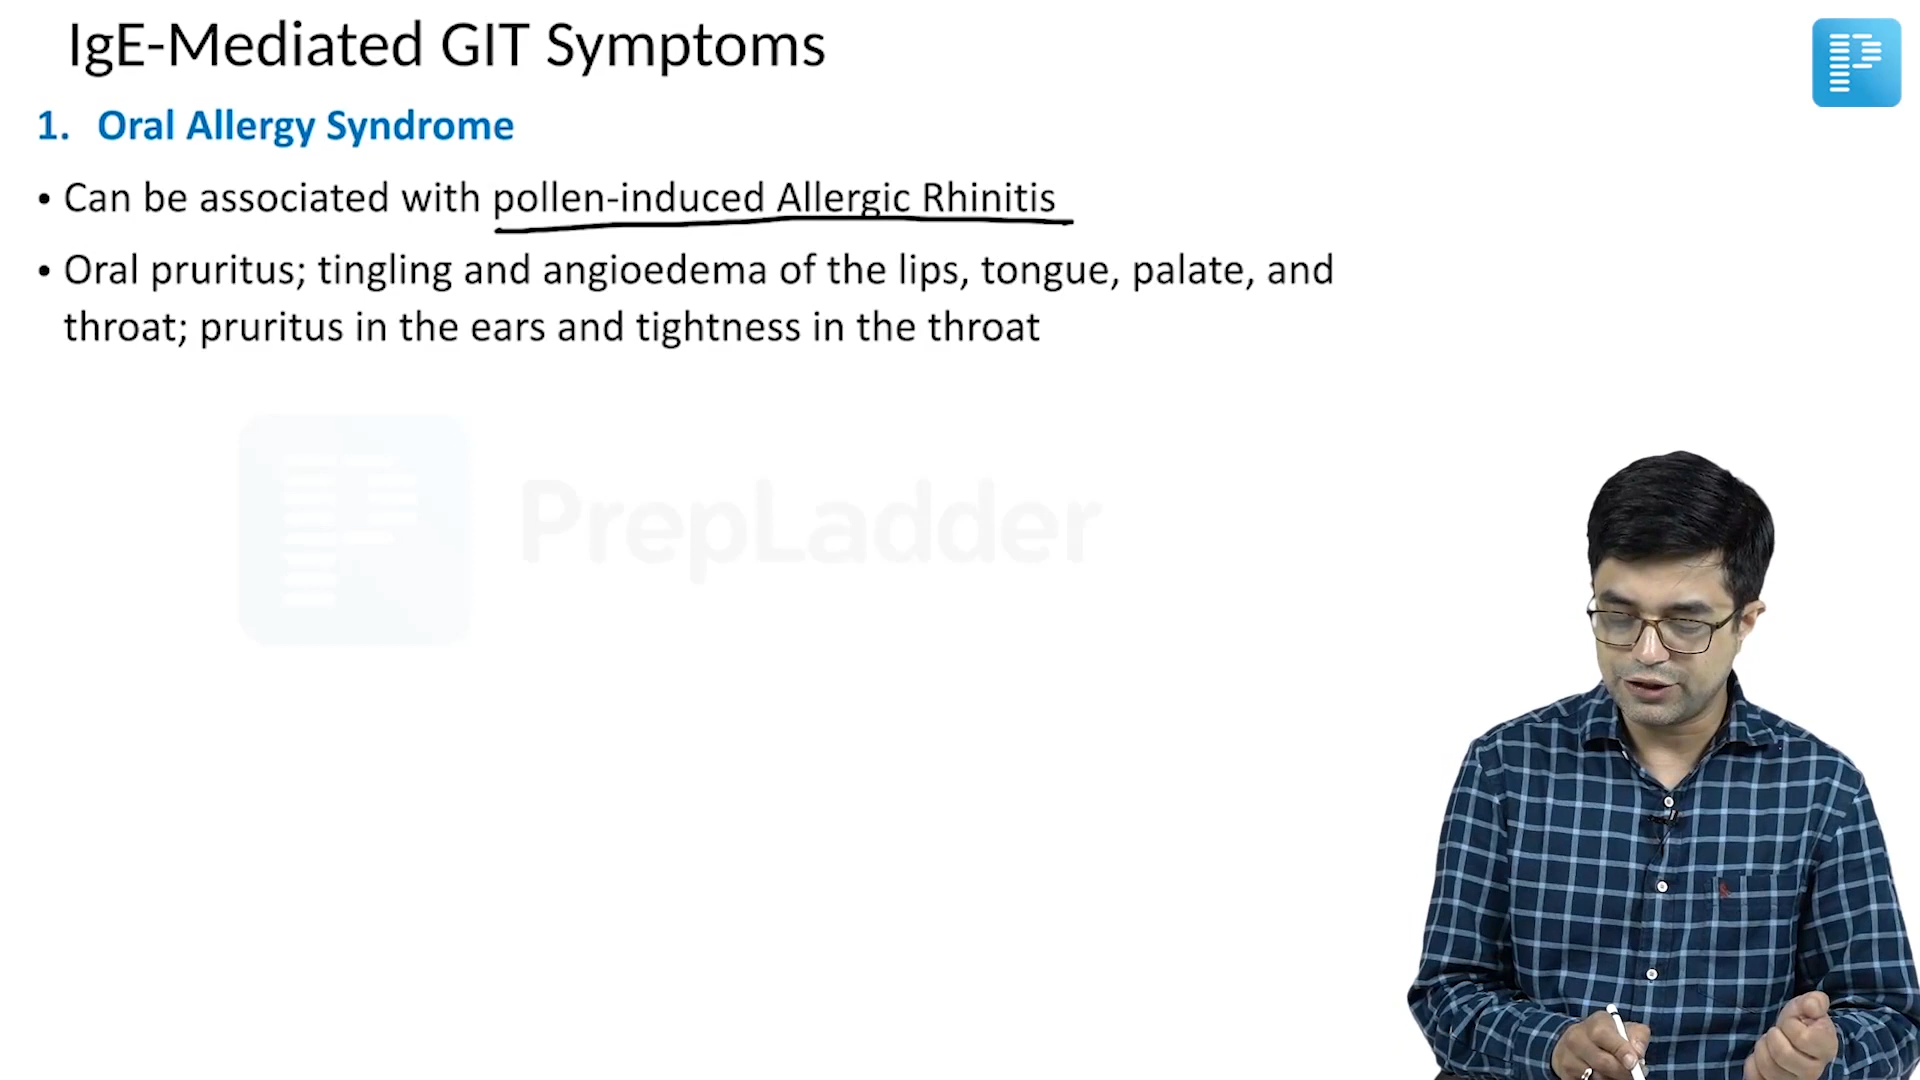 IgE-Mediated GIT Symptoms
1. Oral Allergy Syndrome
• Can be associated with pollen-induced Allergic Rhinitis
• Oral pruritus; tingling and angioedema of the lips, tongue, palate, and
throat; pruritus in the ears and tightness in the throat
PrepLadder